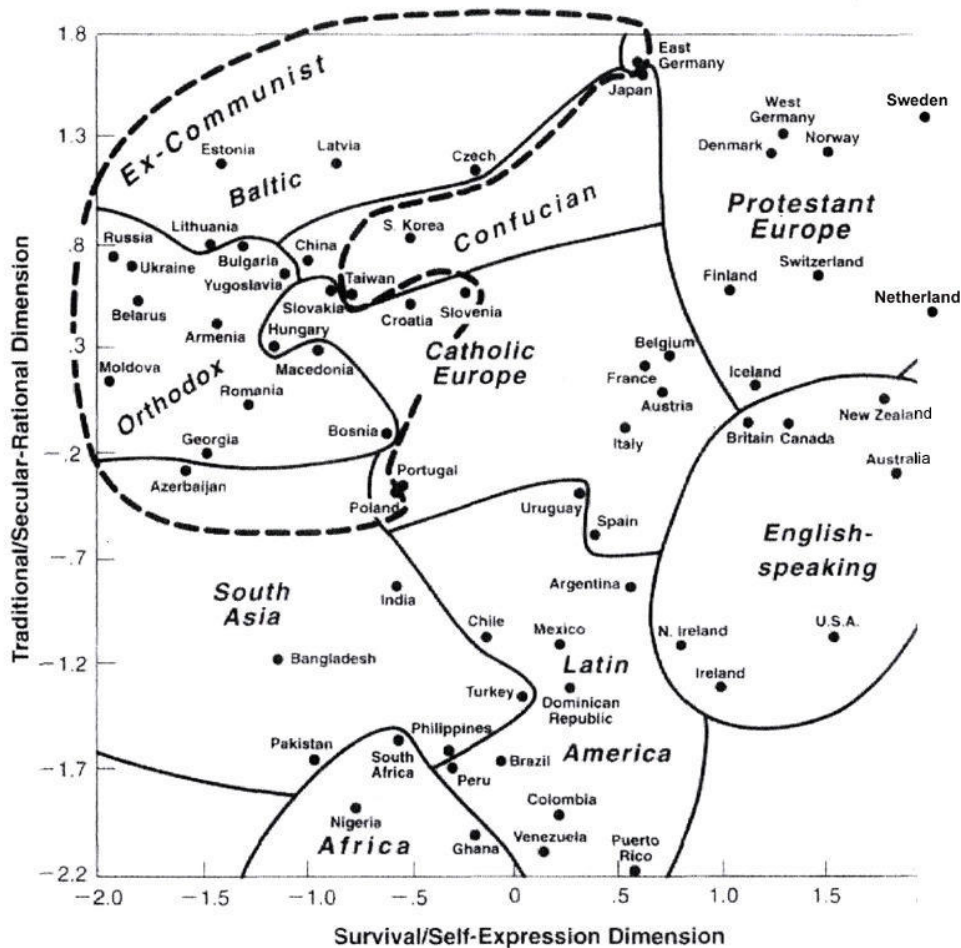 1.8
East
Germany
Japan
West
Germany
Sweden
Denmark
Norway
Ex-Communist
1.3
Estonia
Latvia
Czech
Baltic
Protestant
Europe
Confucian
Lithuania
S. Korea
.8
Russia
Bulgaria
China
Ukraine
Yugoslavia
Taiwan
Finland
Switzerland
Slovakia
Slovenia
Netherland
Belarus
Croatia
Armenia
Hungary
Catholic
Europe
.3
Macedonia
Belgium
Moldova
France
Iceland
Orthodox
Romania
Austria
New Zealand
Bosnia
Italy
Britain Canada
Georgia
-.2
Azerbaijan
Portugal
Australia
Poland
Uruguay
Spain
English-
speaking
-.7
South
Asia
India
Argentina
Chile
Mexico
N. Ireland
U.S.A.
Bangladesh
Latin
-1.2
Ireland
Turkey
Dominican
Republic
Philippines
Pakistan
South
Africa
Brazil
America
-1.7
Peru
Colombia
Nigeria
Africa
Ghana
Venezuela
Puerto
Rico
-2.2
-2.0
-1.5
-1.0
-.5
0
.5
1.0
1.5
Survival/Self-Expression Dimension
Traditional/Secular-Rational Dimension